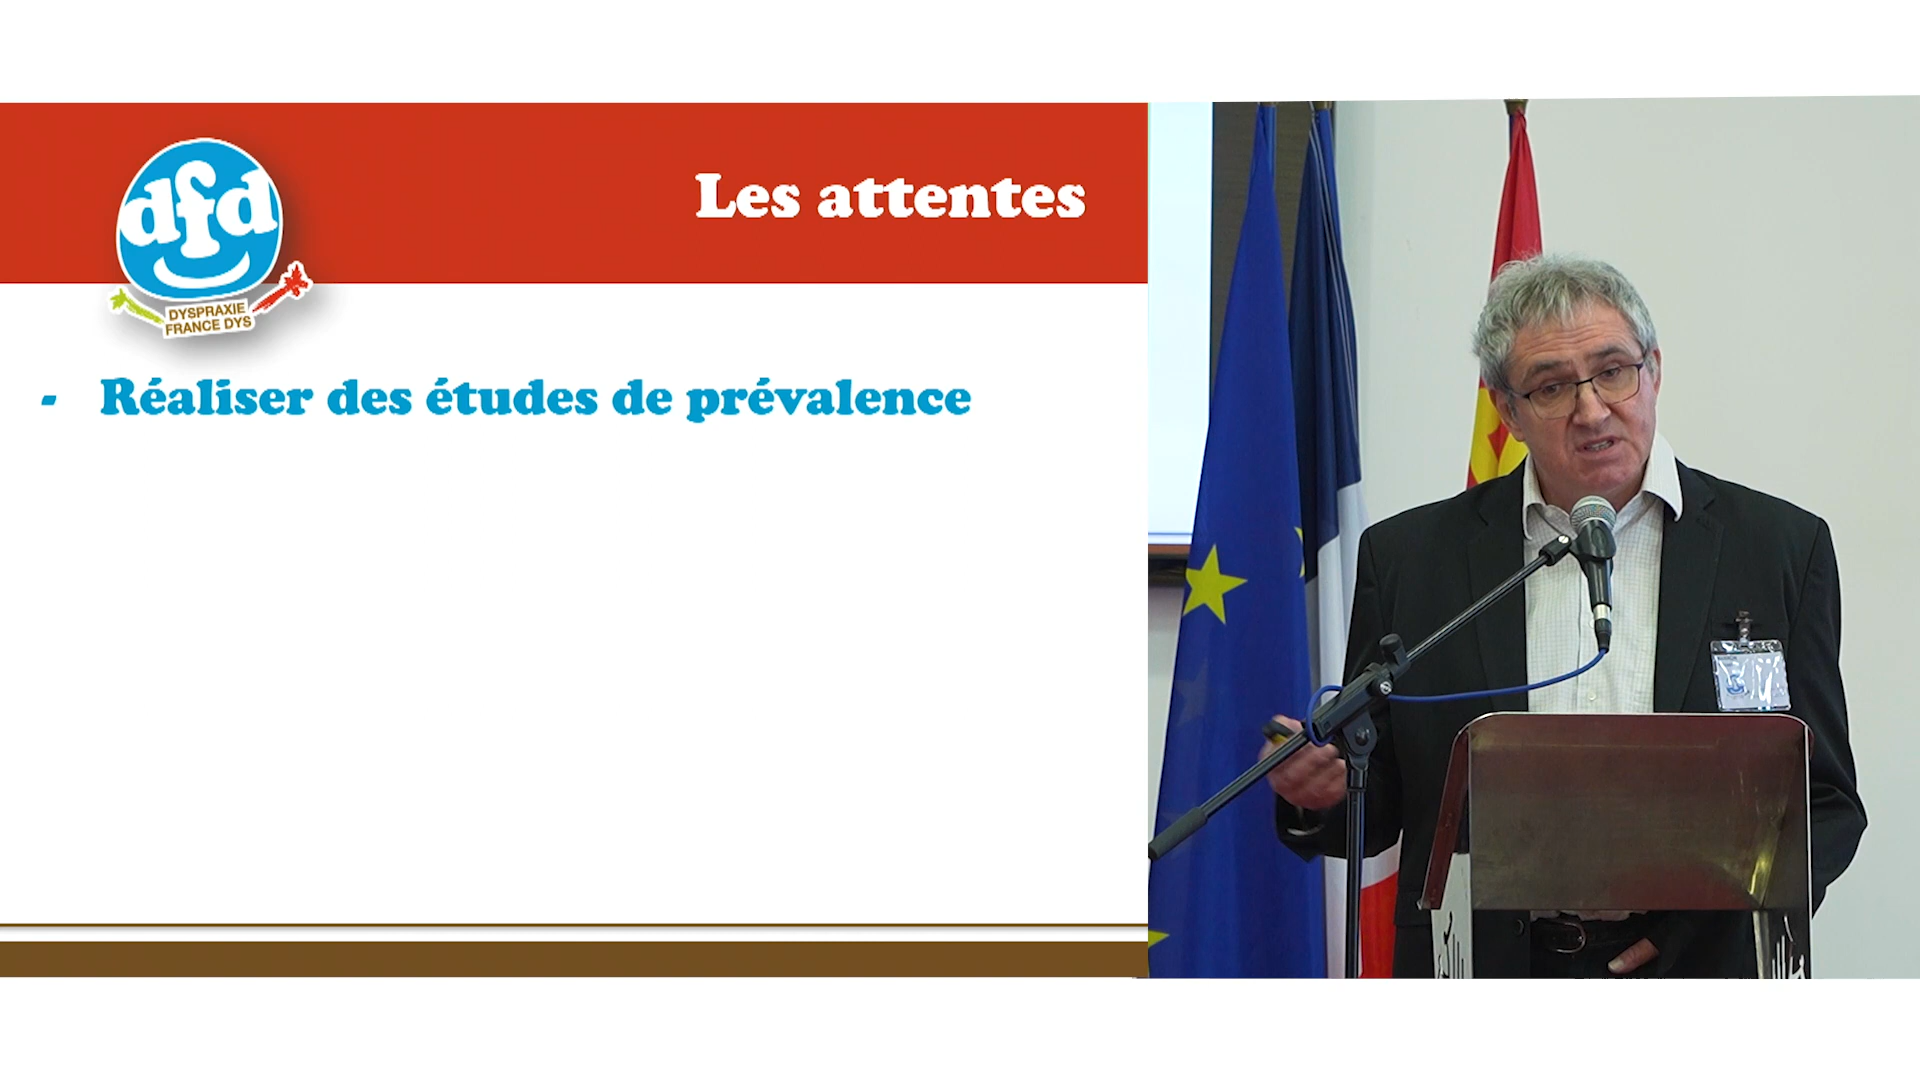 Les attentes
dfd
DYSPRAXIE
FRANCE DYS
- Réaliser des études de prévalence